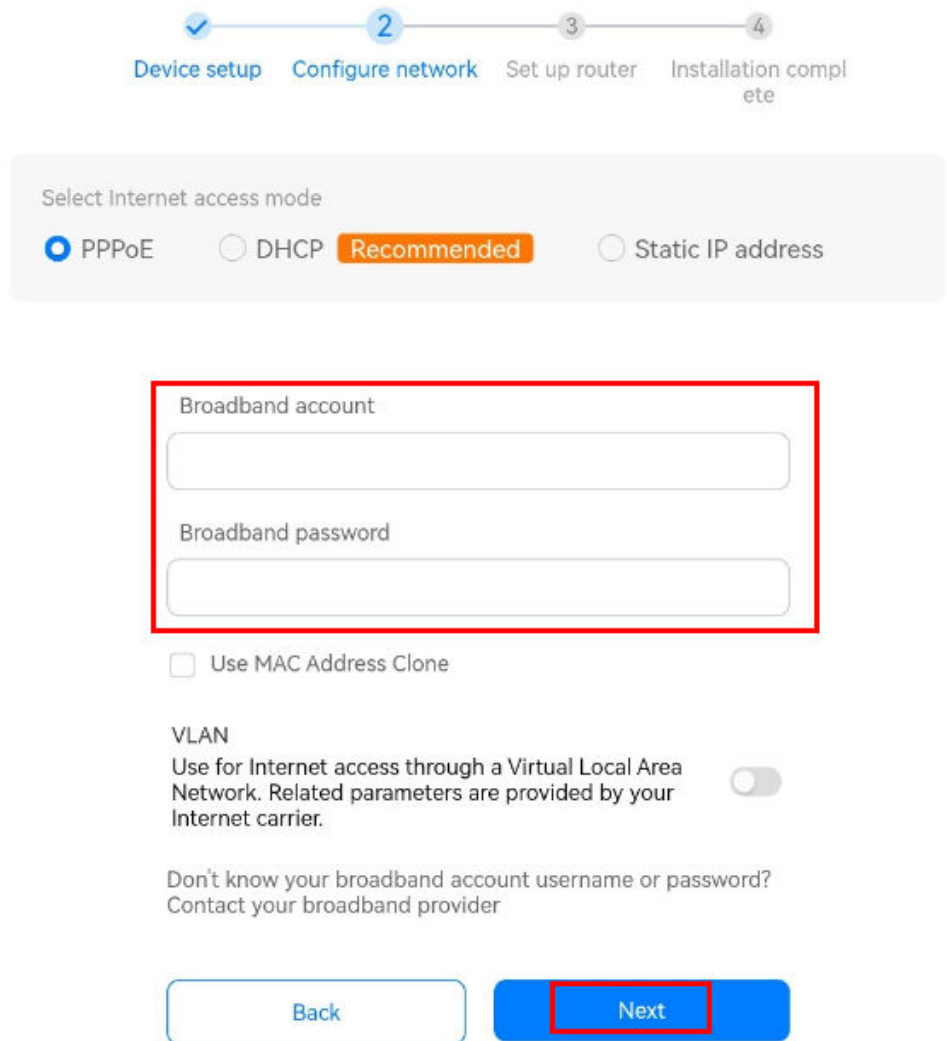 2 3 4
Device setup Configure network Set up router Installation compl
ete
Select Internet access mode
PPPoE DHCP Recommended Static IP address
Broadband account
Broadband password
Use MAC Address Clone
VLAN
Use for Internet access through a Virtual Local Area
Network. Related parameters are provided by your
Internet carrier.
Don't know your broadband account username or password?
Contact your broadband provider
Back Next